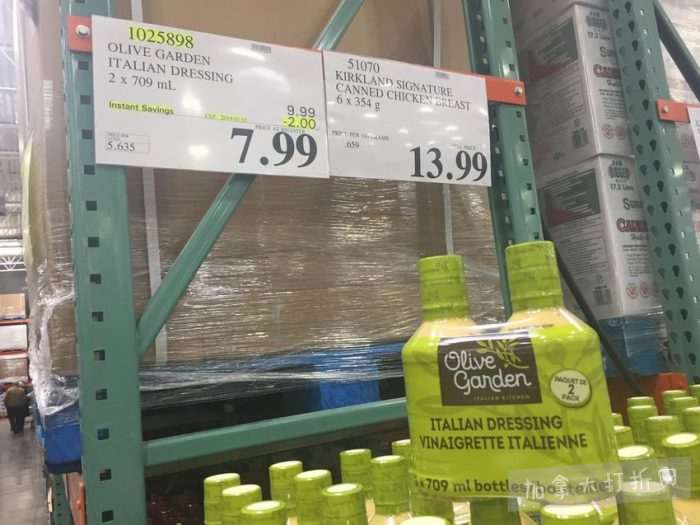 1025898
OLIVE GARDEN
ITALIAN DRESSING
2 x 709 mL
Instant Savings
9.99
-2.00
5.635
7.99
51070
KIRKLAND SIGNATURE
CANNED CHICKEN BREAST
6 x 354 g
.659
13.99
Olive
Garden
ITALIAN KITCHEN
PAQUET DE
2
PACK
ITALIAN DRESSING
VINAIGRETTE ITALIENNE
709 ml bottles
加拿大打折